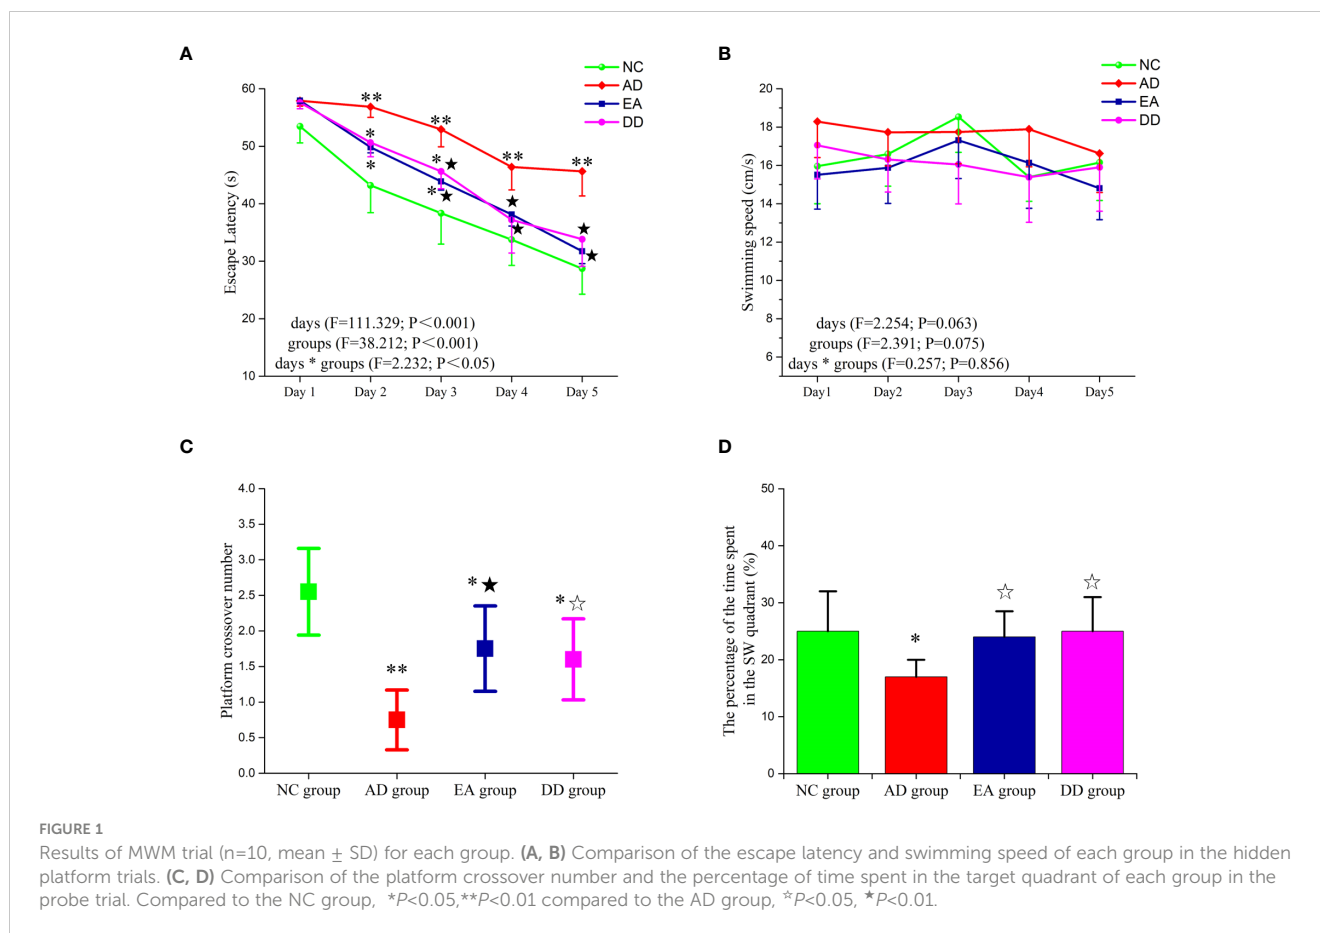 A
NC
AD
EA
DD
60
50
40
30
20
10
Escape Latency (s)
**
**
**
**
*
*
*★
*★
★
★
★
★
days (F=111.329; P<0.001)
groups (F=38.212; P<0.001)
days * groups (F=2.232; P<0.05)
Day 1 Day 2 Day 3 Day 4 Day 5
B
NC
AD
EA
DD
20
18
16
14
12
10
8
6
Swimming speed (cm/s)
days (F=2.254; P=0.063)
groups (F=2.391; P=0.075)
days * groups (F=0.257; P=0.856)
Day1 Day2 Day3 Day4 Day5
C
4.0
3.5
3.0
2.5
2.0
1.5
1.0
0.5
0.0
Platform crossover number
**
*★
*☆
NC group AD group EA group DD group
D
50
40
30
20
10
0
The percentage of the time spent
in the SW quadrant (%)
*
☆
☆
NC group AD group EA group DD group
FIGURE 1
Results of MWM trial (n=10, mean ± SD) for each group. (A, B) Comparison of the escape latency and swimming speed of each group in the hidden
platform trials. (C, D) Comparison of the platform crossover number and the percentage of time spent in the target quadrant of each group in the
probe trial. Compared to the NC group, *P<0.05,**P<0.01 compared to the AD group, ☆P<0.05, ★P<0.01.